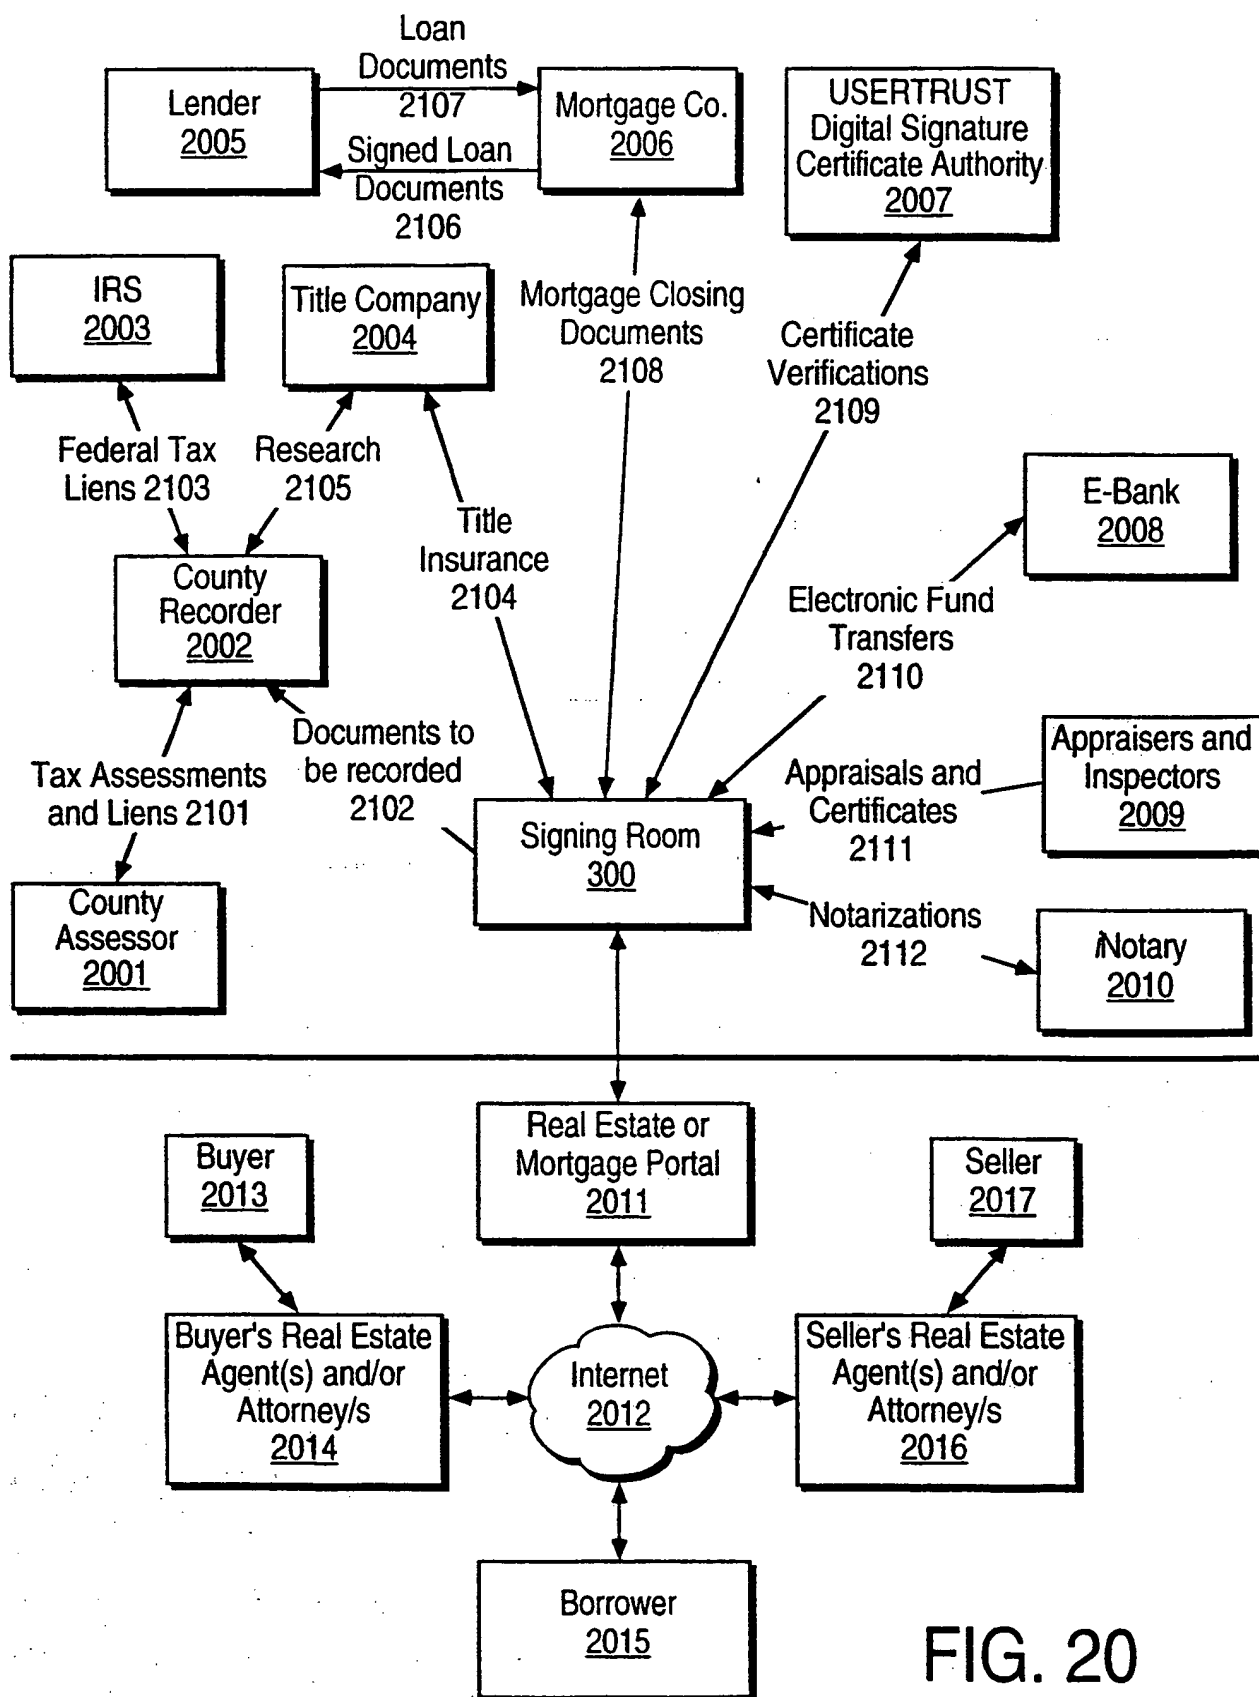 Loan
Documents
2107
Lender
2005
Mortgage Co.
2006
Signed Loan
Documents
2106
USERTRUST
Digital Signature
Certificate Authority
2007
IRS
2003
Title Company
2004
Mortgage Closing
Documents
2108
Certificate
Verifications
2109
Federal Tax
Liens 2103
Research
2105
Title
Insurance
2104
E-Bank
2008
County
Recorder
2002
Electronic Fund
Transfers
2110
Documents to
be recorded
2102
Tax Assessments
and Liens 2101
Signing Room
300
Appraisals and
Certificates
2111
Appraisers and
Inspectors
2009
County
Assessor
2001
Notarizations
2112
iNotary
2010
Real Estate or
Mortgage Portal
2011
Buyer
2013
Seller
2017
Buyer's Real Estate
Agent(s) and/or
Attorney/s
2014
Internet
2012
Seller's Real Estate
Agent(s) and/or
Attorney/s
2016
Borrower
2015
FIG. 20